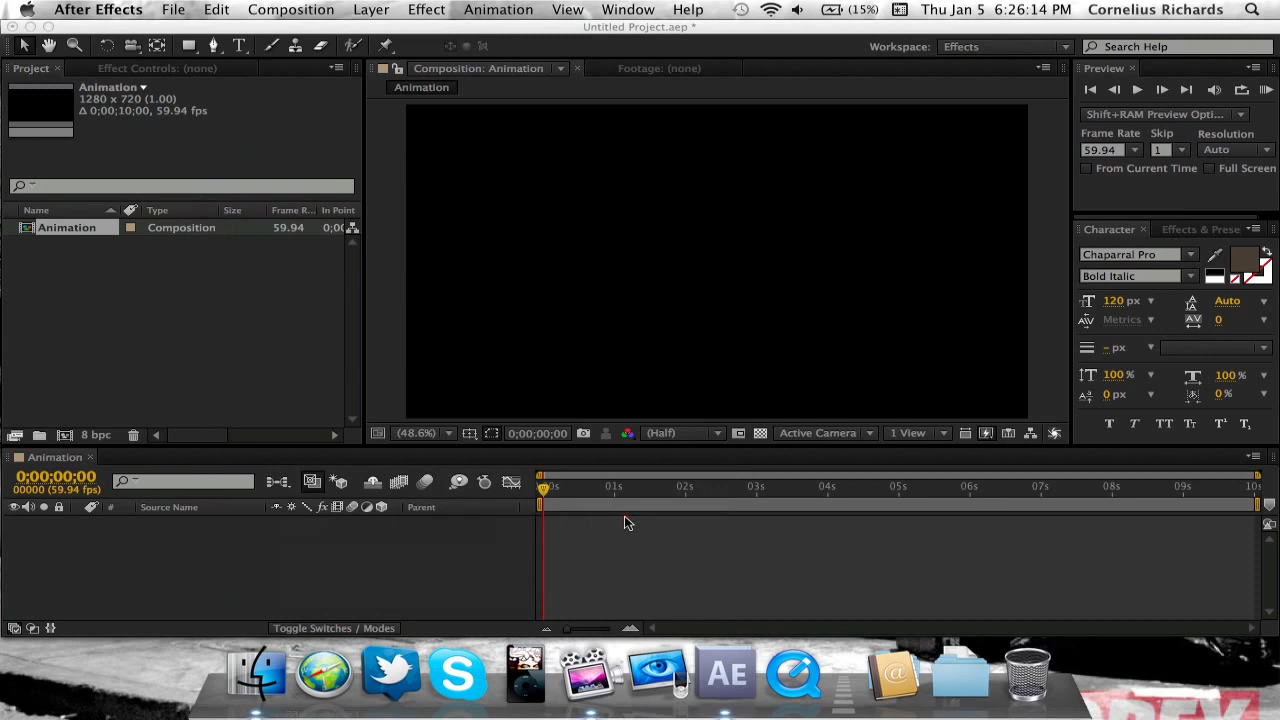 After Effects File Edit Composition Layer Effect Animation View Window Help (15%) Thu Jan 5 6:26:14 PM Cornelius Richards
Untitled Project.aep *
Workspace: Effects Search Help
Project Effect Controls: (none) Composition: Animation Footage: (none) Preview
Animation
1280 x 720 (1.00)
Δ 0;00;10;00, 59.94 fps
Animation
Shift+RAM Preview Opti...
Frame Rate Skip Resolution
59.94 1 Auto
From Current Time Full Screen
Name Type Size Frame R... In Point
Animation Composition 59.94 0;00
Character Effects & Prese
Chaparral Pro
Bold Italic
120 px Auto
Metrics 0
- px
100 % 100 %
0 px 0 %
T T TT Tt T¹ T₁
8 bpc (48.6%) 0;00;00;00 (Half) Active Camera 1 View
Animation
0;00;00;00
00000 (59.94 fps)
00s 01s 02s 03s 04s 05s 06s 07s 08s 09s 10s
# Source Name Parent
Toggle Switches / Modes
S AE @